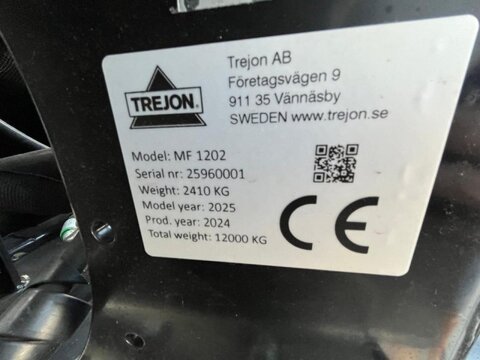 Trejon AB
Företagsvägen 9
911 35 Vännäsby
SWEDEN www.trejon.se
TREJON®
Model: MF 1202
Serial nr: 25960001
Weight: 2410 KG
Model year: 2025
Prod. year: 2024
Total weight: 12000 KG
CE